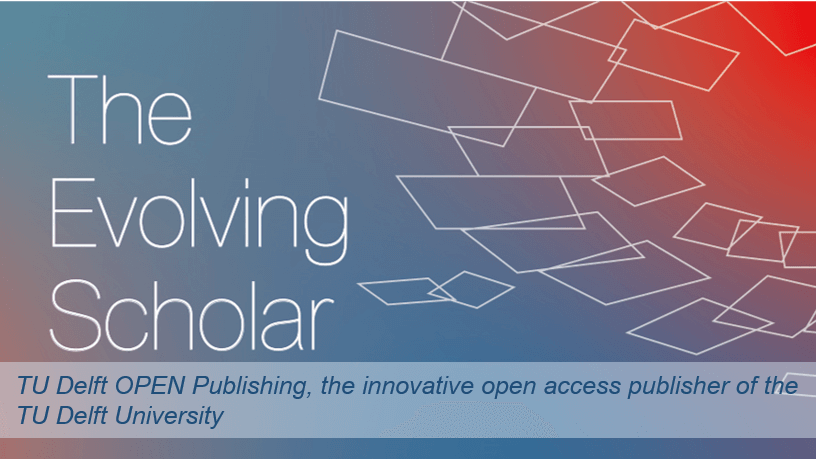 The
Evolving
Scholar
TU Delft OPEN Publishing, the innovative open access publisher of the
TU Delft University